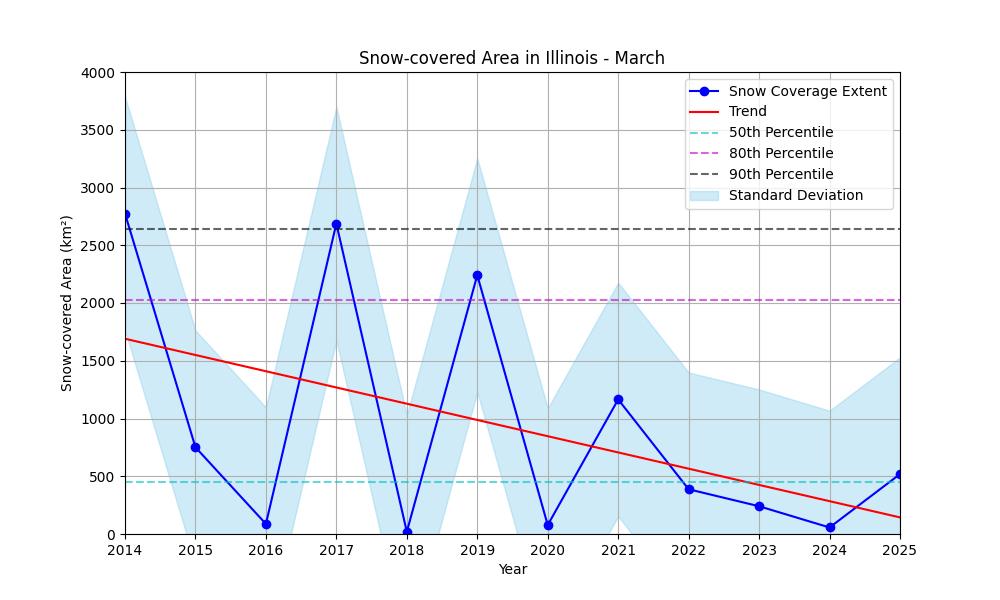 Snow-covered Area in Illinois - March
Snow-covered Area (km²)
4000
3500
3000
2500
2000
1500
1000
500
0
Snow Coverage Extent
Trend
50th Percentile
80th Percentile
90th Percentile
Standard Deviation
2014 2015 2016 2017 2018 2019 2020 2021 2022 2023 2024 2025
Year